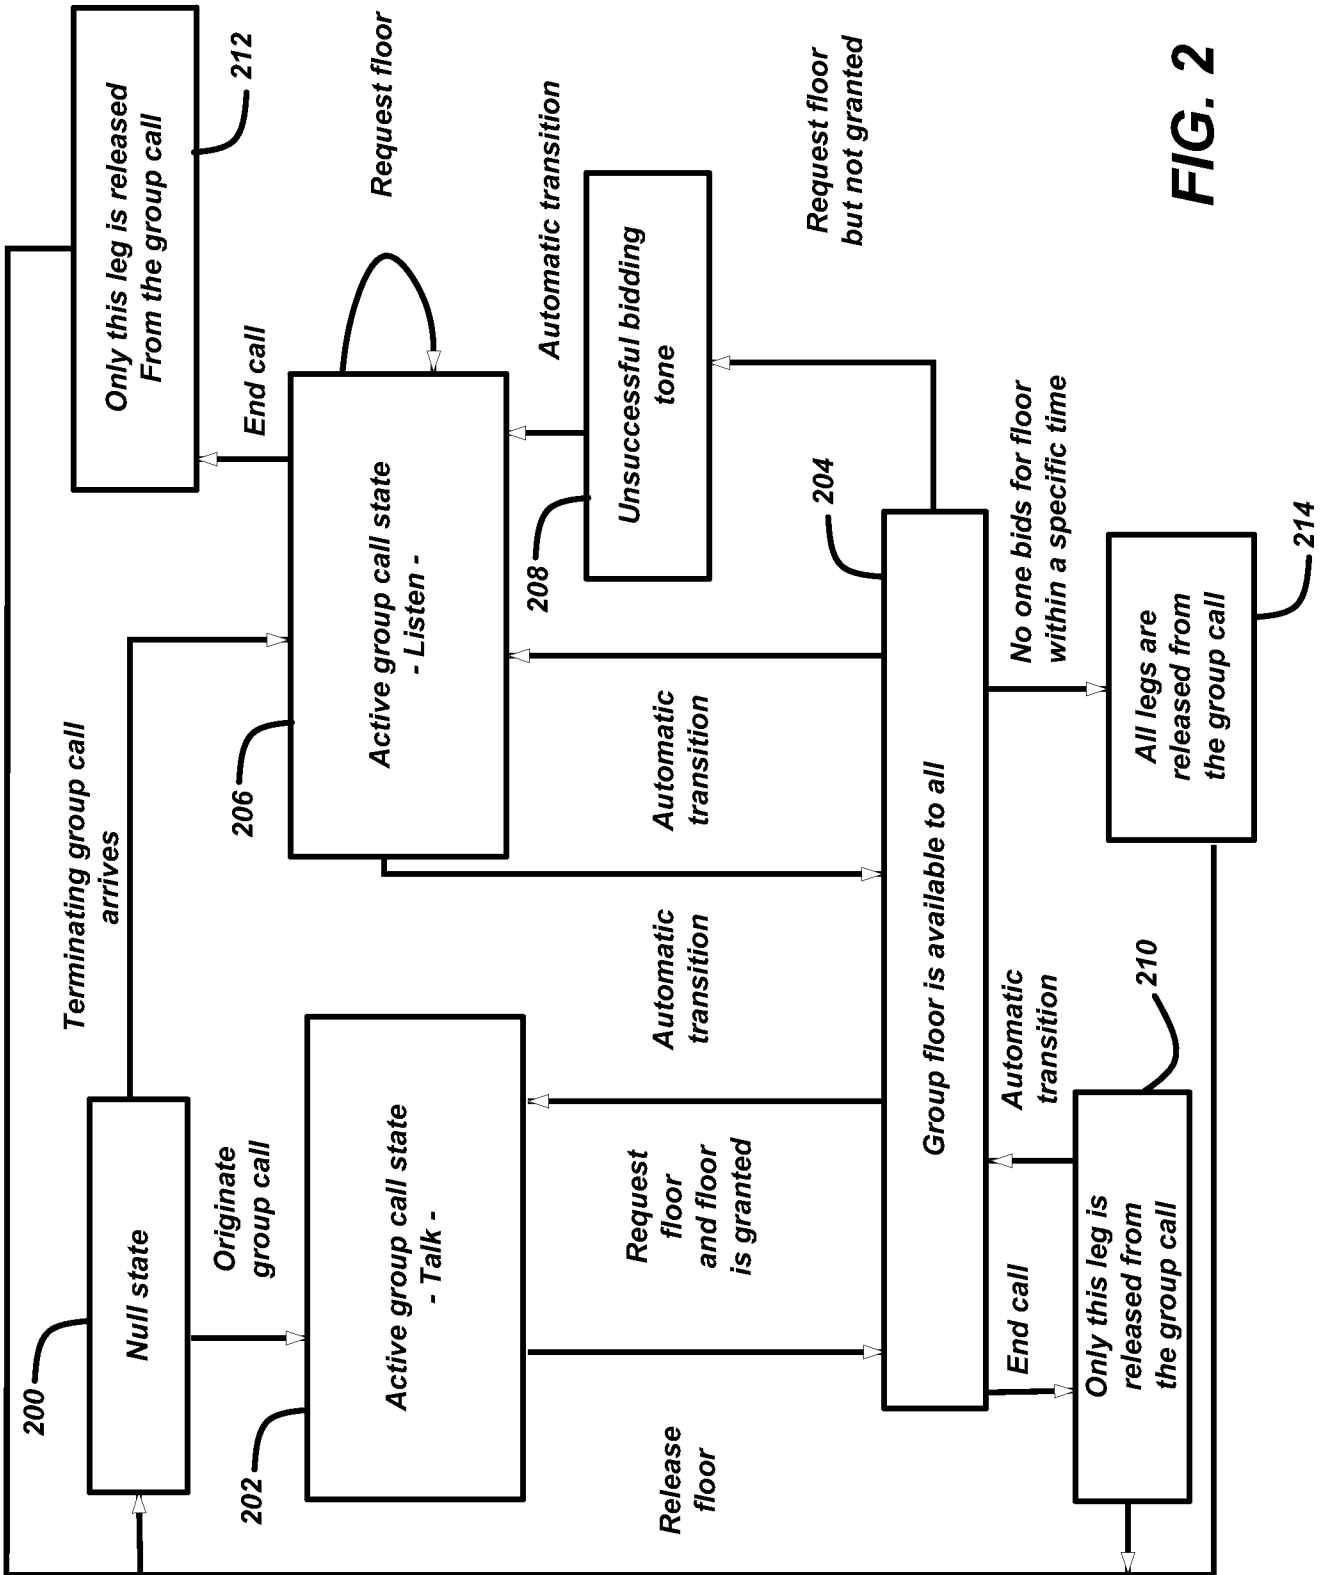 200
Null state
Terminating group call
arrives
Only this leg is released
From the group call
212
Originate
group call
End call
Request floor
202
Active group call state
- Talk -
206
Active group call state
- Listen -
Automatic transition
208
Unsuccessful bidding
tone
Release
floor
Request
floor
and floor
is granted
Automatic
transition
Automatic
transition
204
Request floor
but not granted
Group floor is available to all
End call
Automatic
transition
No one bids for floor
within a specific time
Only this leg is
released from
the group call
210
All legs are
released from
the group call
214
FIG. 2